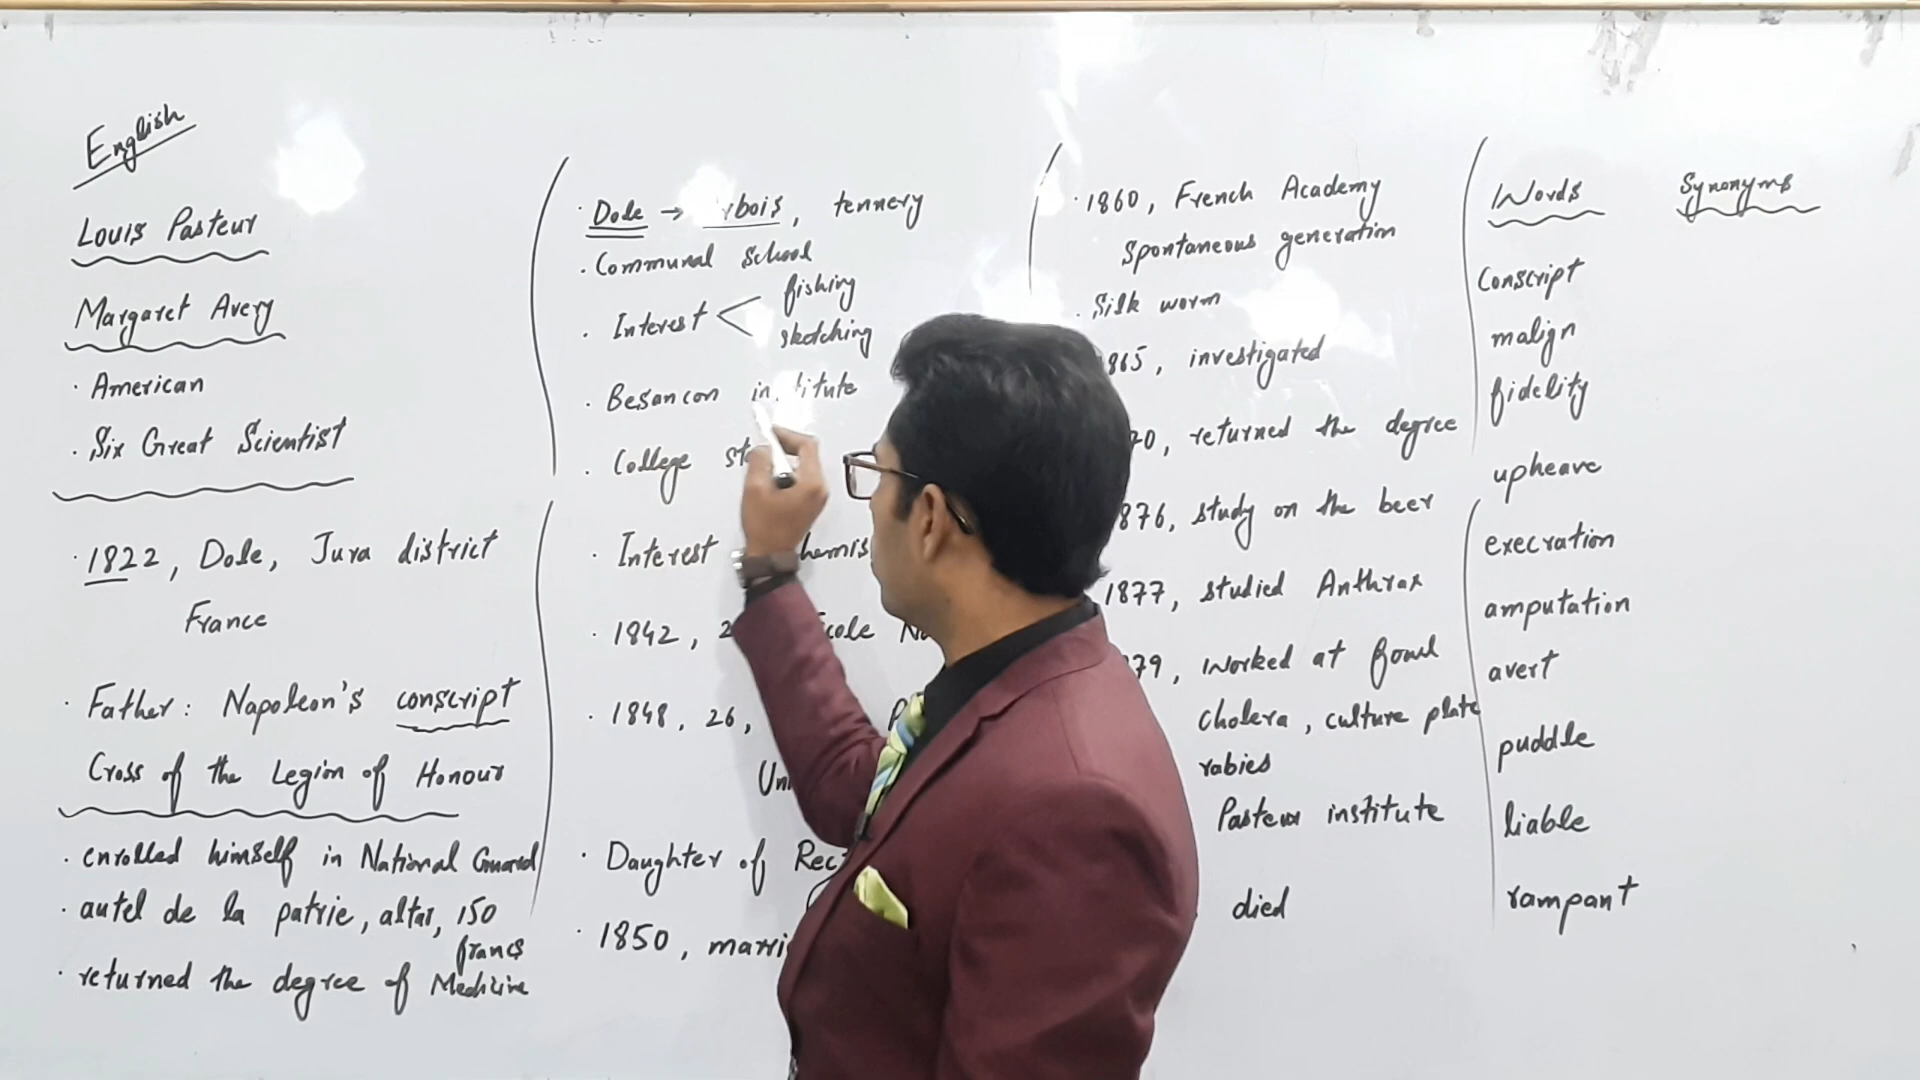 English
Louis Pasteur
Margaret Avery
· American
· Six Great Scientist
· 1822, Dole, Jura district
France
· Father: Napoleon's conscript
Cross of the Legion of Honour
· enrolled himself in National Guard
· autel de la patrie, altar, 150
francs
· returned the degree of Medicine
· Dole → tennery
· Communal School
· Interest < fishing
sketching
· Besancon
· College
· Interest
· 1842,
· 1848, 26,
· Daughter of
· 1850,
· 1860, French Academy
Spontaneous generation
· Silk worm
investigated
returned the degree
study on the beer
1877, studied Anthrax
worked at fowl
cholera, culture plate
rabies
Pasteur institute
died
Words Synonyms
Conscript
malign
fidelity
upheave
execration
amputation
avert
puddle
liable
rampant